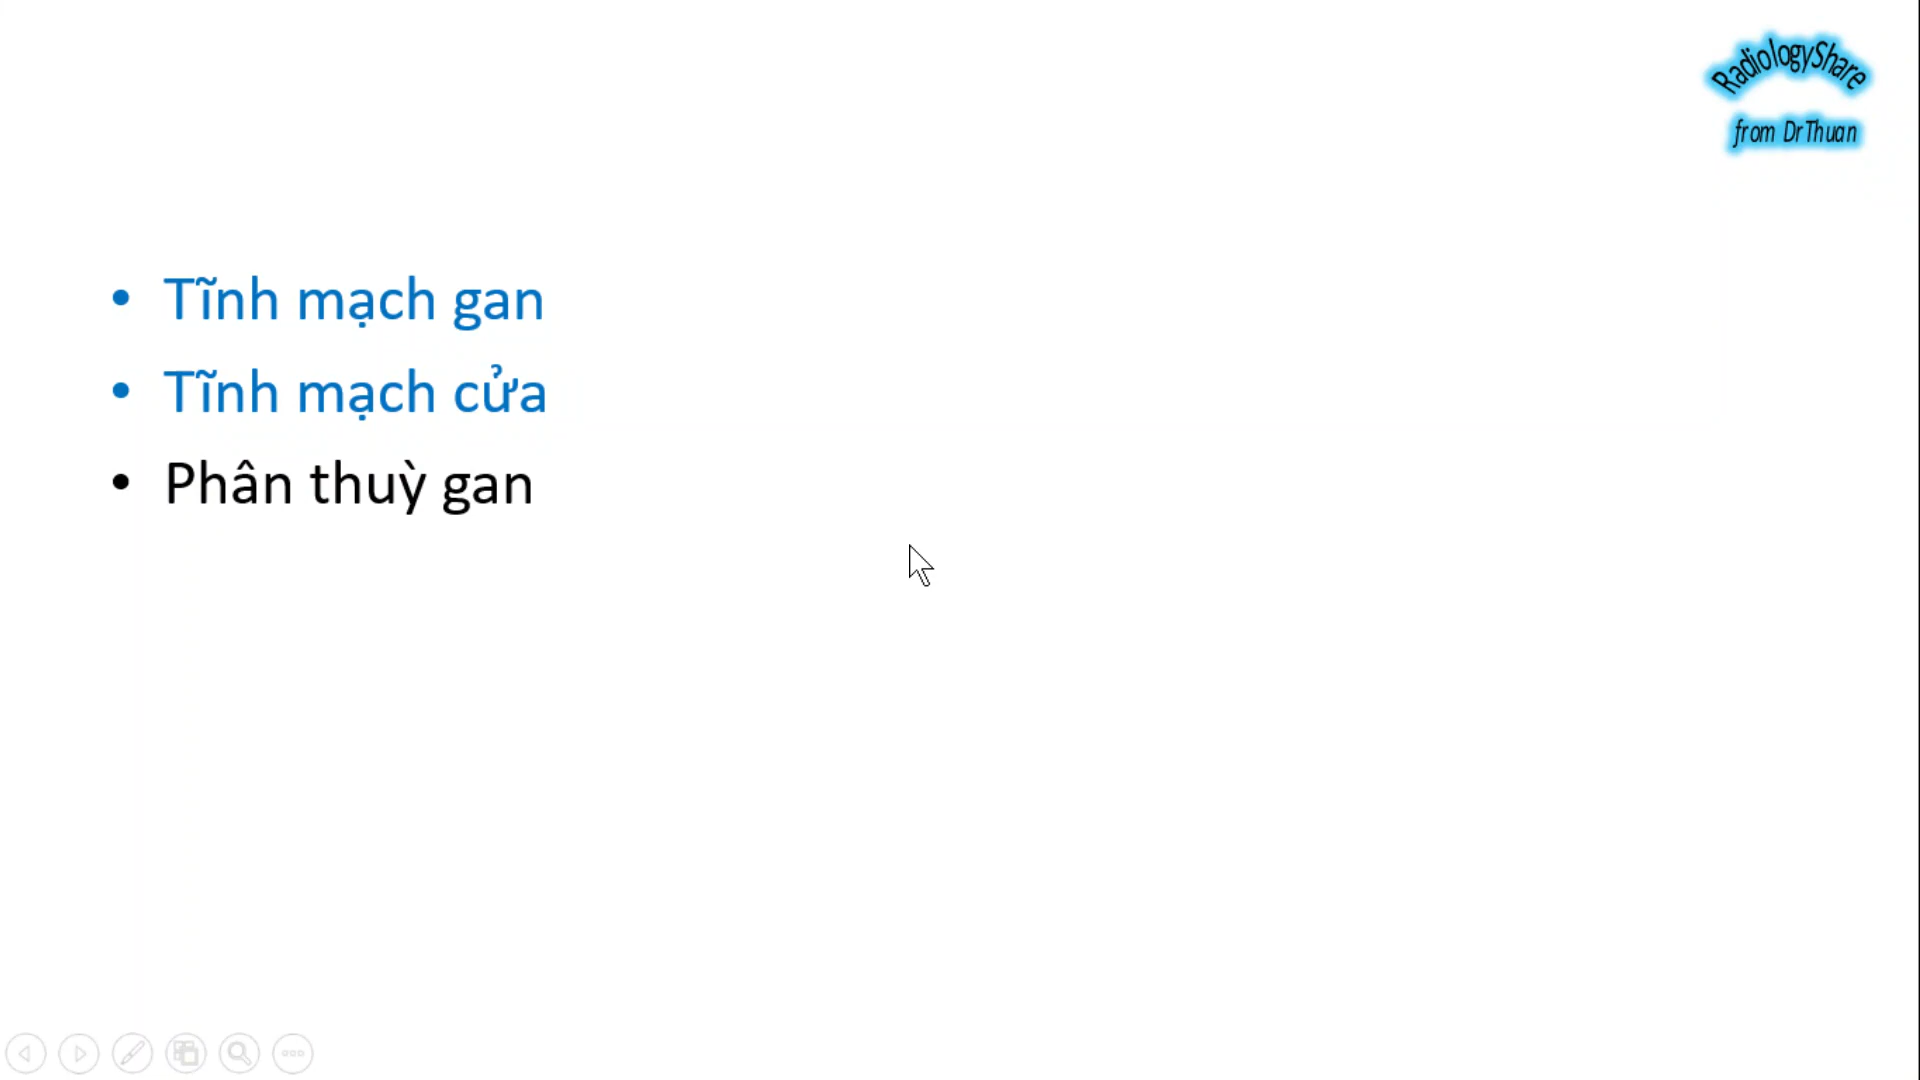 RadiologyShare
from DrThuan
• Tĩnh mạch gan
• Tĩnh mạch cửa
• Phân thuỳ gan